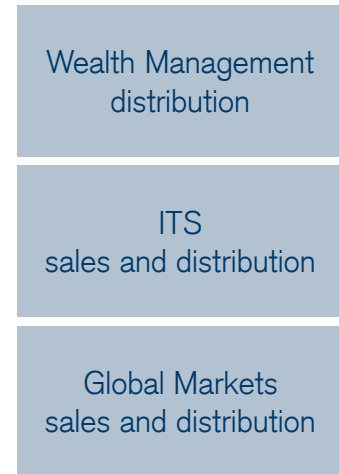 Wealth Management
distribution
ITS
sales and distribution
Global Markets
sales and distribution